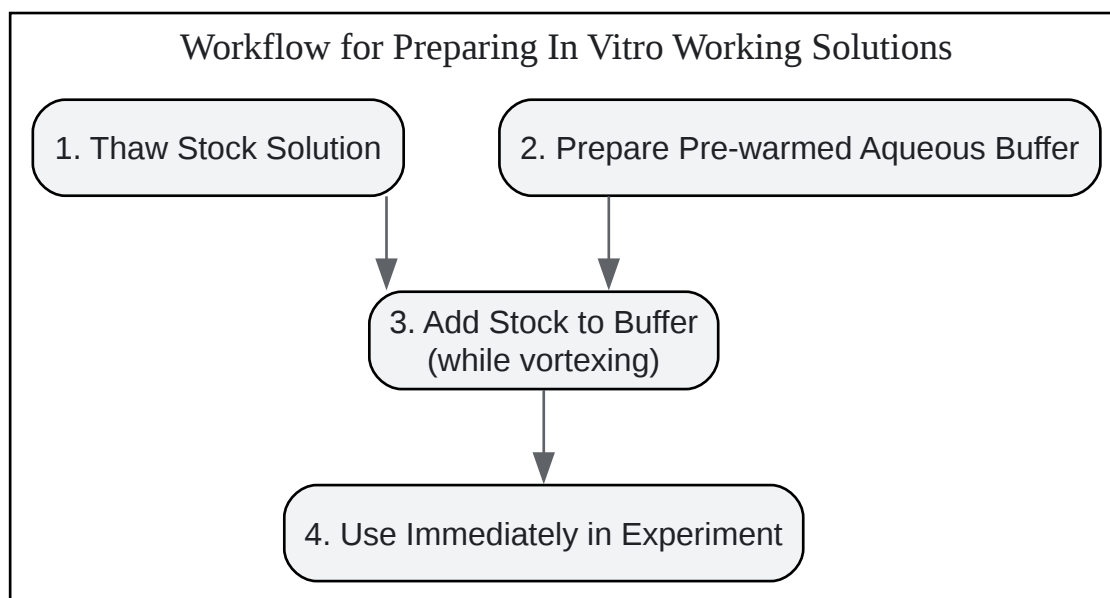 Workflow for Preparing In Vitro Working Solutions
1. Thaw Stock Solution
2. Prepare Pre-warmed Aqueous Buffer
3. Add Stock to Buffer
(while vortexing)
4. Use Immediately in Experiment